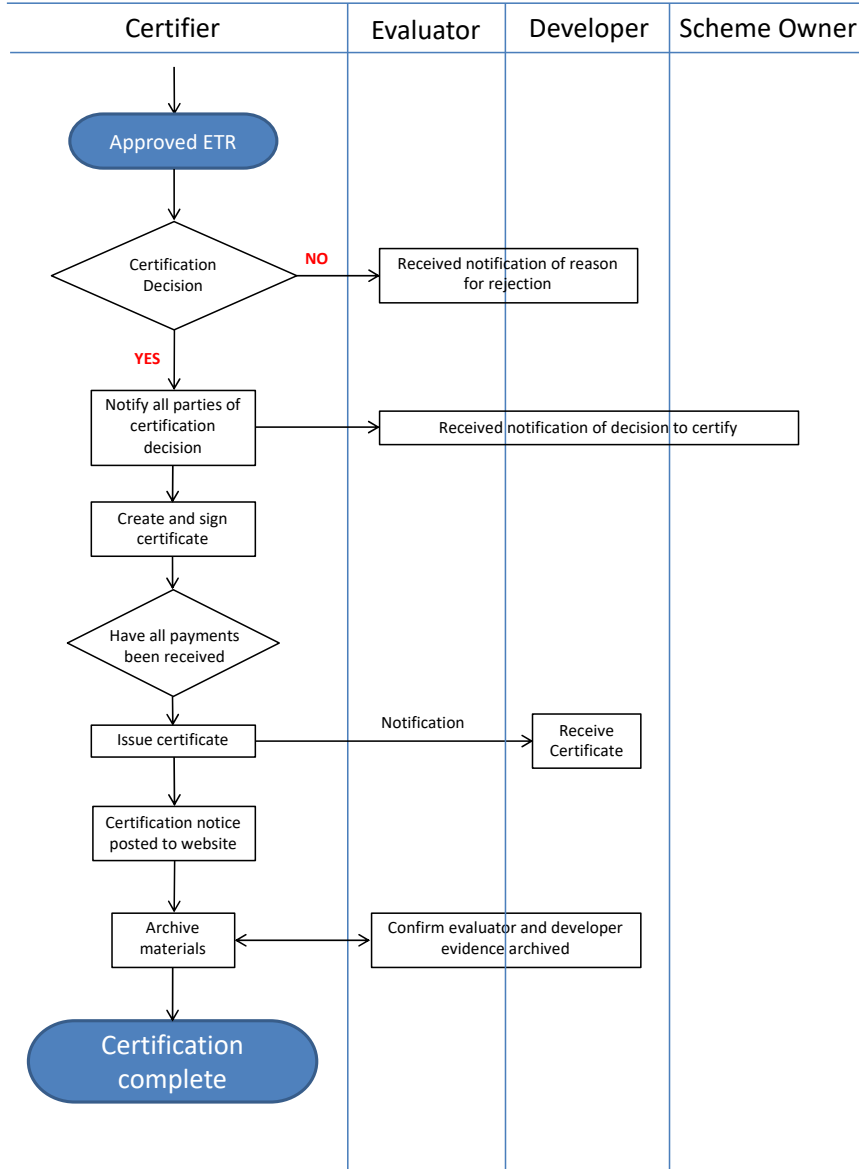 Certifier
Evaluator
Developer
Scheme Owner
Approved ETR
Certification
Decision
NO
Received notification of reason
for rejection
YES
Notify all parties of
certification
decision
Received notification of decision to certify
Create and sign
certificate
Have all payments
been received
Issue certificate
Notification
Receive
Certificate
Certification notice
posted to website
Archive
materials
Confirm evaluator and developer
evidence archived
Certification
complete